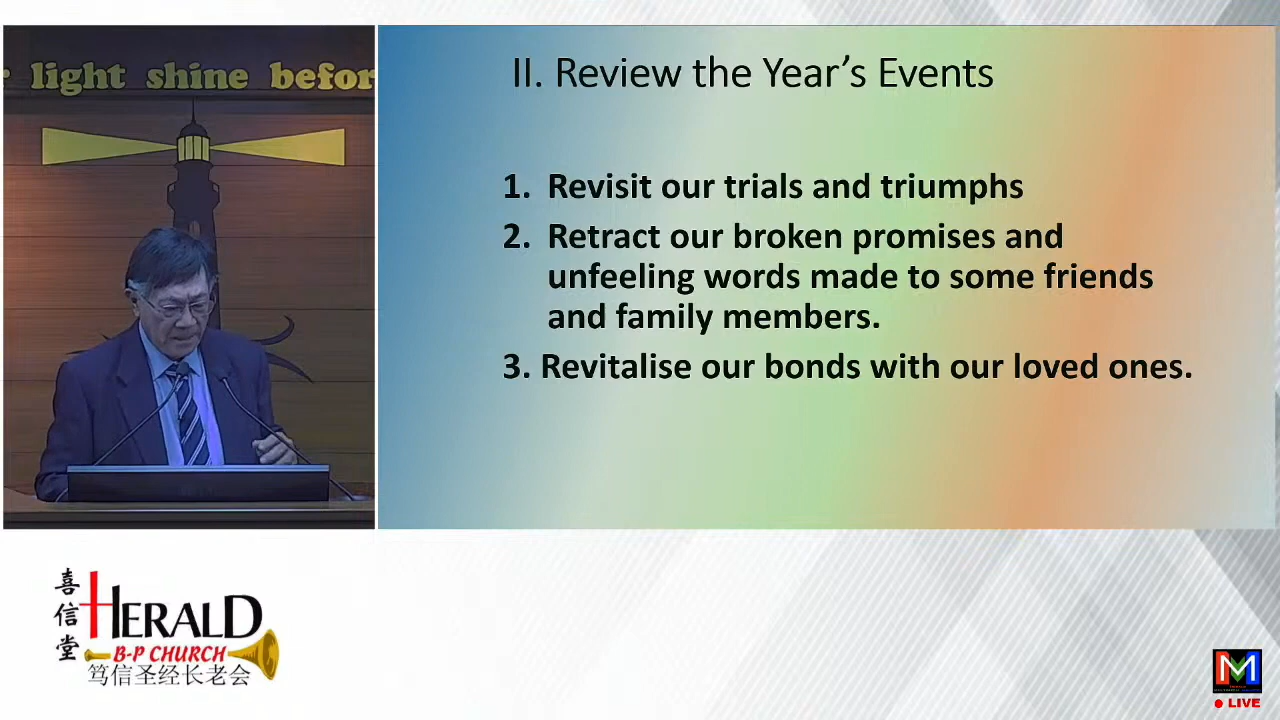 light shine befor
II. Review the Year's Events
1. Revisit our trials and triumphs
2. Retract our broken promises and
unfeeling words made to some friends
and family members.
3. Revitalise our bonds with our loved ones.
喜信堂
HERALD
B-P CHURCH
笃信圣经长老会
LIVE